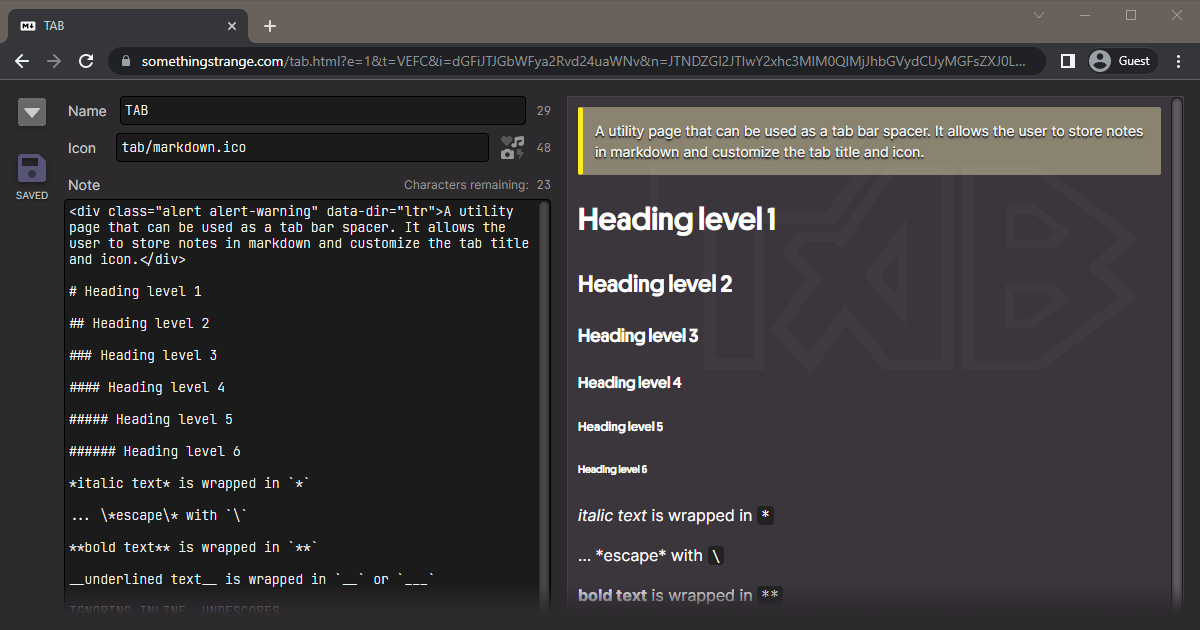 TAB
somethingstrange.com/tab.html?e=1&t=VEFC&i=dGFiJTJGbWFya2Rvd24uaWNv&n=JTNDZGl2JTIwY2xhc3MlM0QlMjJhbGVydCUyMGFsZXJ0L...
Guest
Name TAB 29
Icon tab/markdown.ico 48
SAVED
Note Characters remaining: 23
<div class="alert alert-warning" data-dir="ltr">A utility
page that can be used as a tab bar spacer. It allows the
user to store notes in markdown and customize the tab title
and icon.</div>
# Heading level 1
## Heading level 2
### Heading level 3
#### Heading level 4
##### Heading level 5
###### Heading level 6
*italic text* is wrapped in `*`
... \*escape\* with `\`
**bold text** is wrapped in `**`
__underlined text__ is wrapped in `__` or `___`
IGNORING_INLINE_UNDESCORES
A utility page that can be used as a tab bar spacer. It allows the user to store notes
in markdown and customize the tab title and icon.
TAB
Heading level 1
Heading level 2
Heading level 3
Heading level 4
Heading level 5
Heading level 6
italic text is wrapped in *
... *escape* with \
bold text is wrapped in **